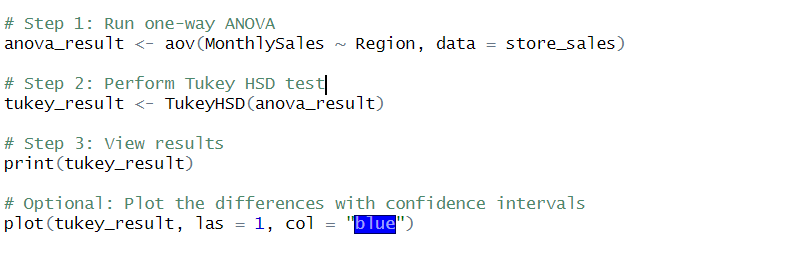 # Step 1: Run one-way ANOVA
anova_result <- aov(MonthlySales ~ Region, data = store_sales)
# Step 2: Perform Tukey HSD test
tukey_result <- TukeyHSD(anova_result)
# Step 3: View results
print(tukey_result)
# Optional: Plot the differences with confidence intervals
plot(tukey_result, las = 1, col = "blue")